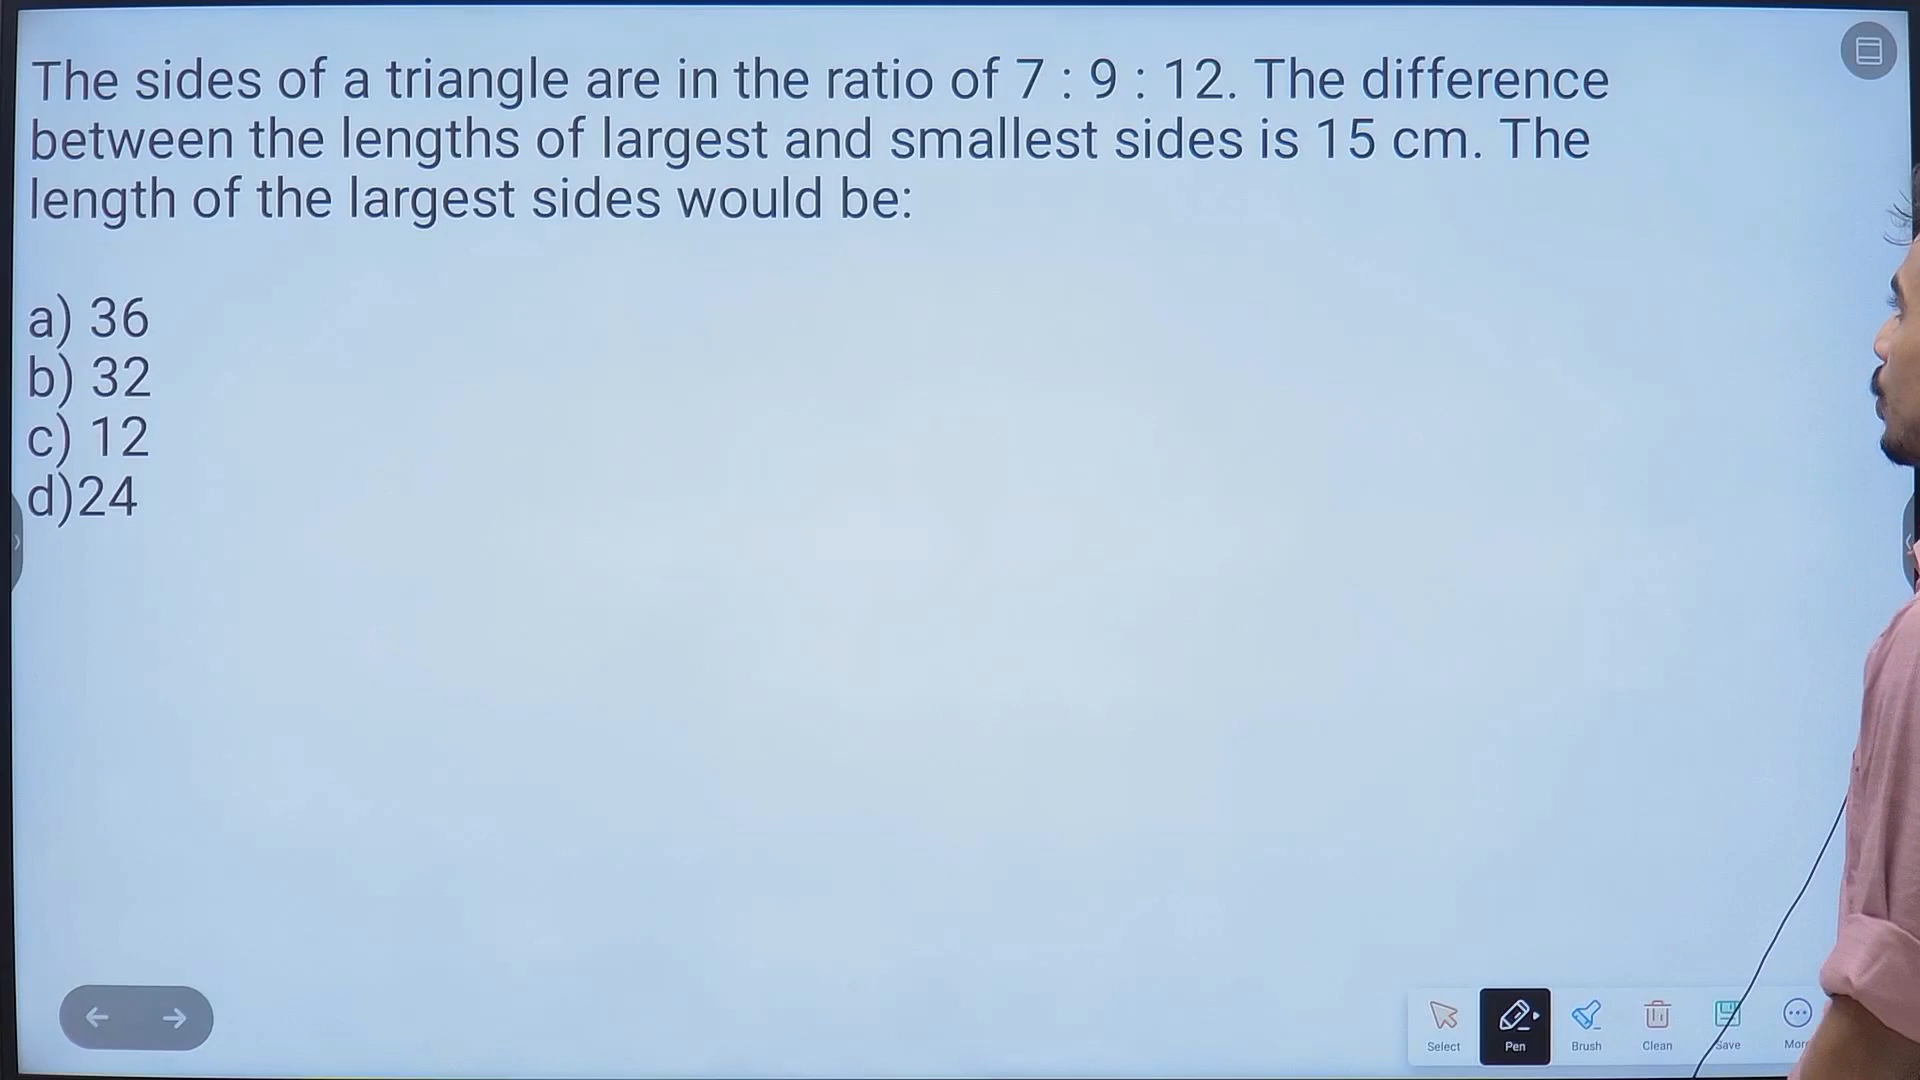 The sides of a triangle are in the ratio of 7 : 9 : 12. The difference
between the lengths of largest and smallest sides is 15 cm. The
length of the largest sides would be:
a) 36
b) 32
c) 12
d)24
Select
Pen
Brush
Clean
Save